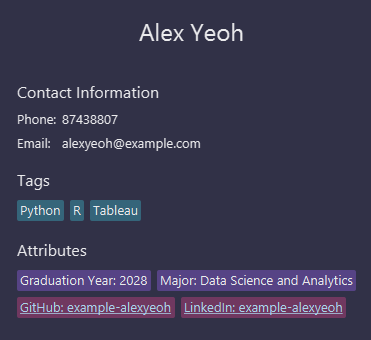 Alex Yeoh
Contact Information
Phone: 87438807
Email: alexyeoh@example.com
Tags
Python R Tableau
Attributes
Graduation Year: 2028 Major: Data Science and Analytics
GitHub: example-alexyeoh LinkedIn: example-alexyeoh